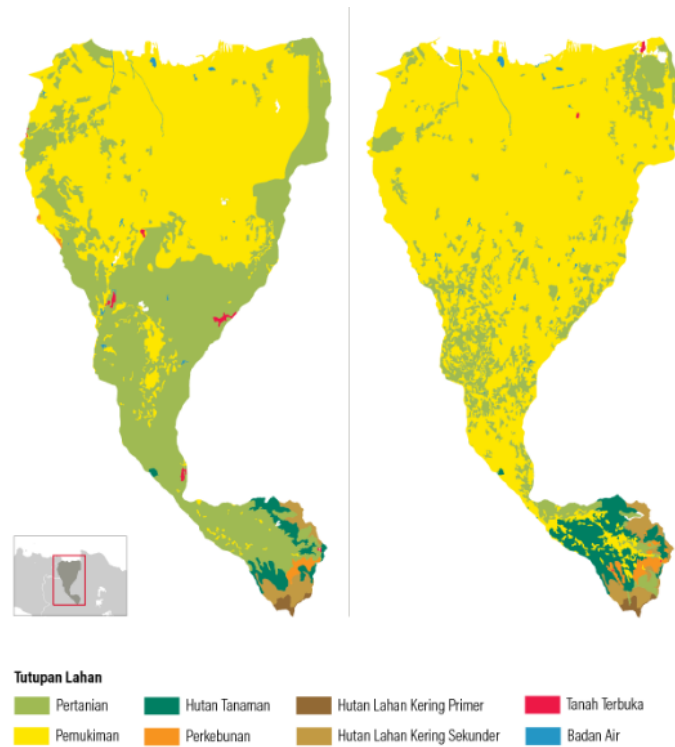 Tutupan Lahan
Pertanian
Hutan Tanaman
Hutan Lahan Kering Primer
Tanah Terbuka
Pemukiman
Perkebunan
Hutan Lahan Kering Sekunder
Badan Air